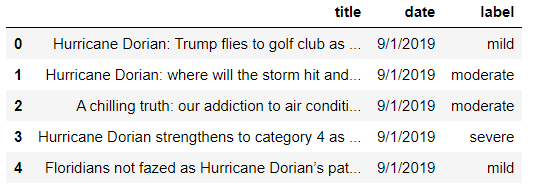 title date label
0 Hurricane Dorian: Trump flies to golf club as ... 9/1/2019 mild
1 Hurricane Dorian: where will the storm hit and... 9/1/2019 moderate
2 A chilling truth: our addiction to air conditi... 9/1/2019 moderate
3 Hurricane Dorian strengthens to category 4 as ... 9/1/2019 severe
4 Floridians not fazed as Hurricane Dorian’s pat... 9/1/2019 mild